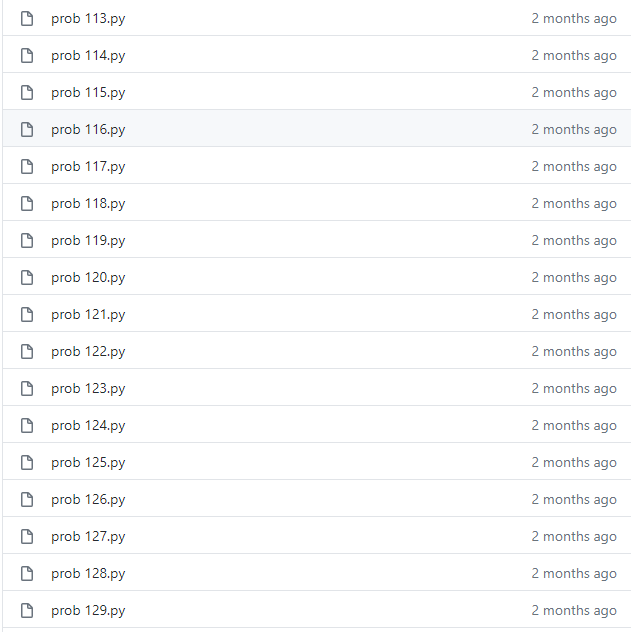 prob 113.py 2 months ago
prob 114.py 2 months ago
prob 115.py 2 months ago
prob 116.py 2 months ago
prob 117.py 2 months ago
prob 118.py 2 months ago
prob 119.py 2 months ago
prob 120.py 2 months ago
prob 121.py 2 months ago
prob 122.py 2 months ago
prob 123.py 2 months ago
prob 124.py 2 months ago
prob 125.py 2 months ago
prob 126.py 2 months ago
prob 127.py 2 months ago
prob 128.py 2 months ago
prob 129.py 2 months ago